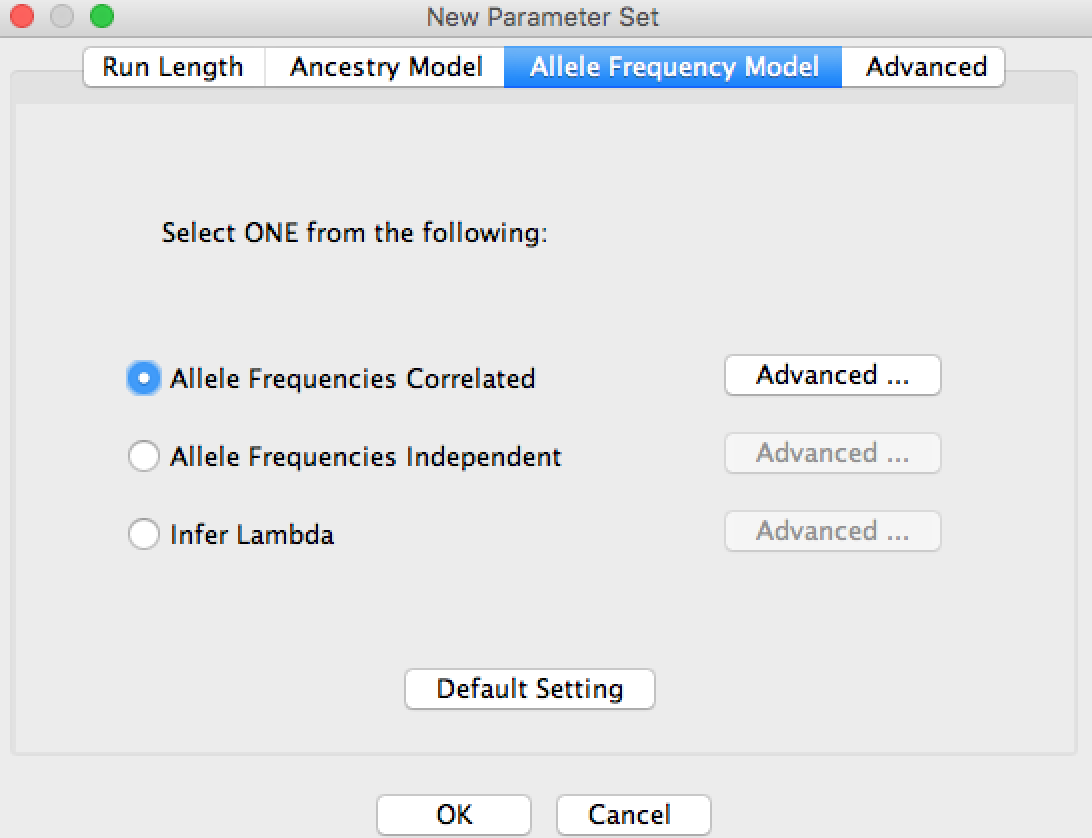 New Parameter Set
Run Length Ancestry Model Allele Frequency Model Advanced
Select ONE from the following:
Allele Frequencies Correlated Advanced ...
Allele Frequencies Independent Advanced ...
Infer Lambda Advanced ...
Default Setting
OK Cancel